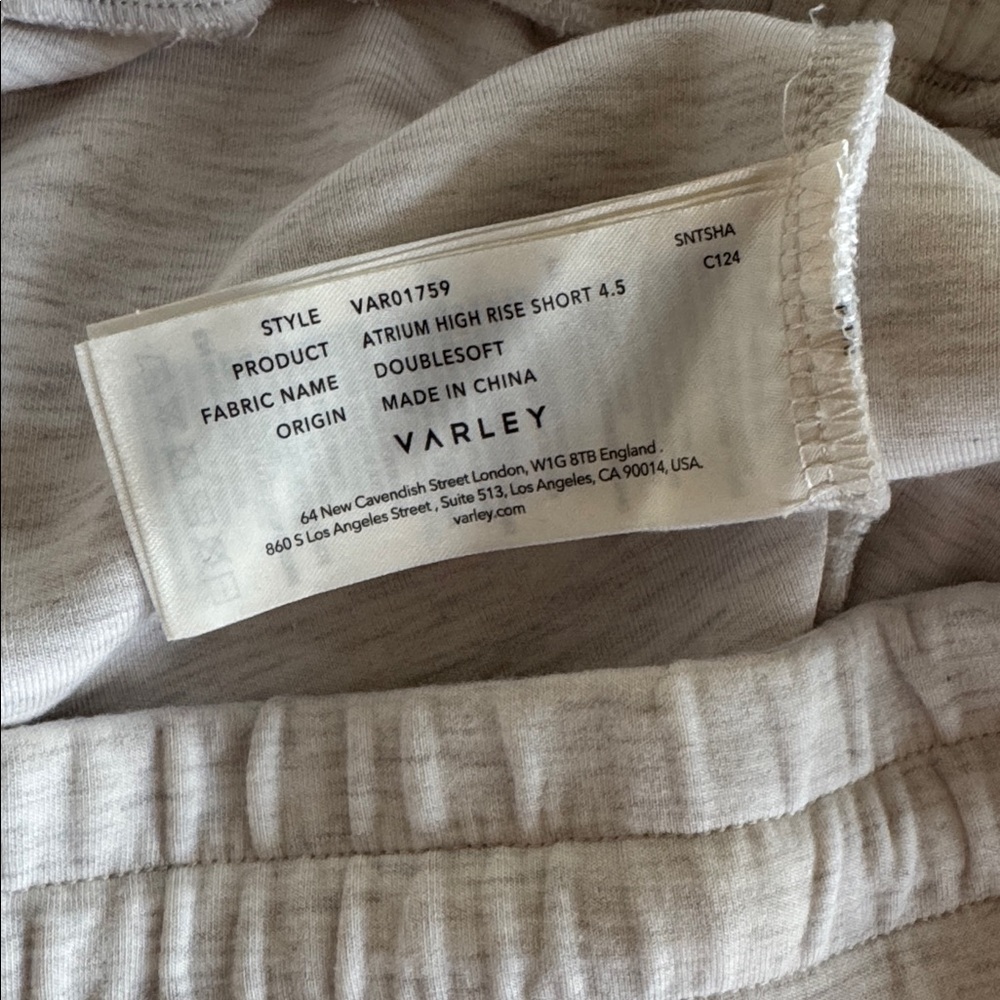 SNTSHA
C124
STYLE VAR01759
PRODUCT ATRIUM HIGH RISE SHORT 4.5
FABRIC NAME DOUBLESOFT
ORIGIN MADE IN CHINA
VARLEY
64 New Cavendish Street London, W1G 8TB England .
860 S Los Angeles Street , Suite 513, Los Angeles, CA 90014, USA.
varley.com